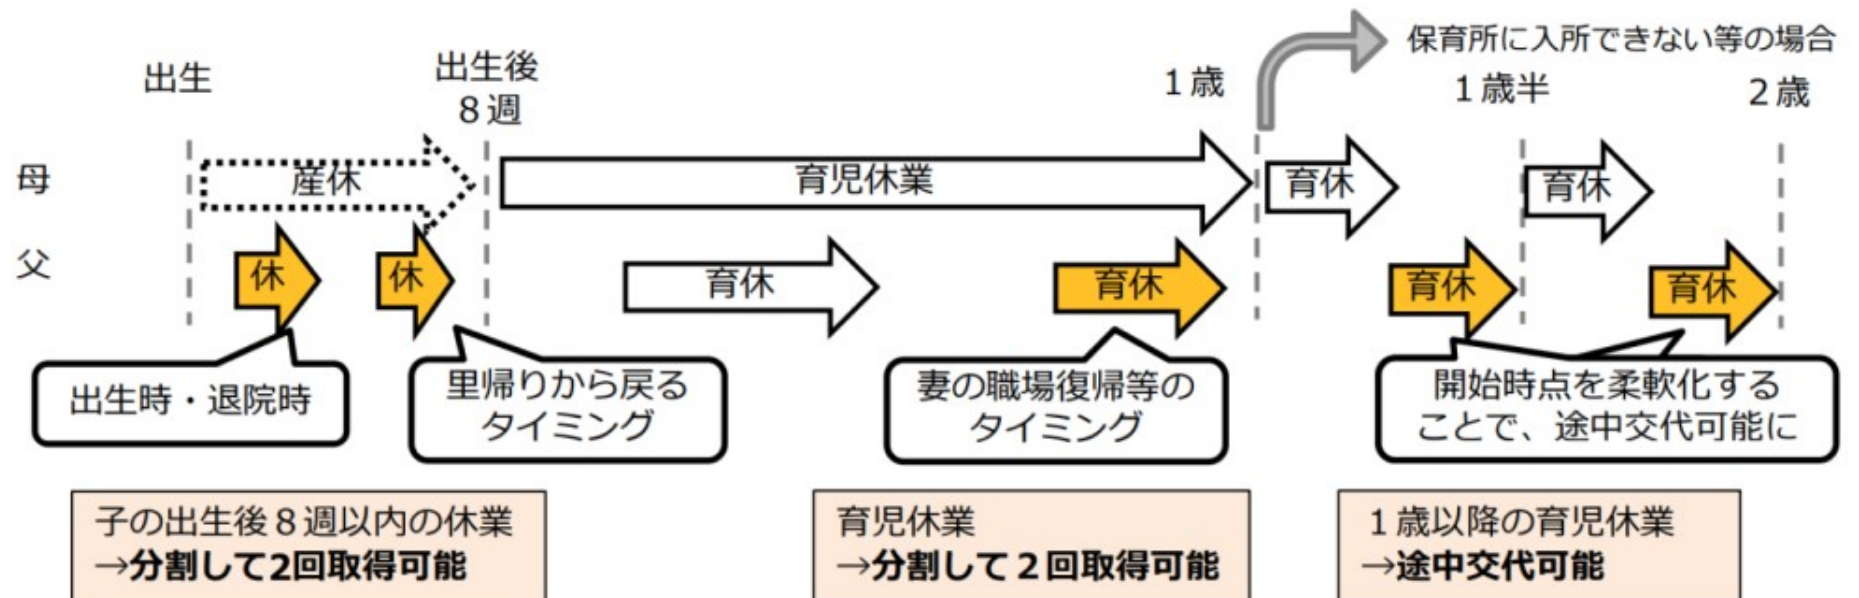 保育所に入所できない等の場合
出生
出生後
８週
１歳
１歳半
２歳
母
産休
育児休業
育休
育休
父
休
休
育休
育休
育休
育休
出生時・退院時
里帰りから戻る
タイミング
妻の職場復帰等の
タイミング
開始時点を柔軟化する
ことで、途中交代可能に
子の出生後８週以内の休業
→分割して2回取得可能
育児休業
→分割して２回取得可能
１歳以降の育児休業
→途中交代可能